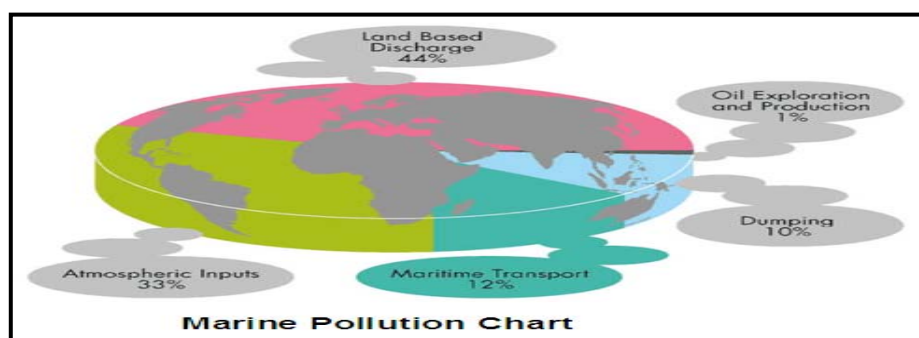 Land Based
Discharge
44%
Oil Exploration
and Production
1%
Dumping
10%
Maritime Transport
12%
Atmospheric Inputs
33%
Marine Pollution Chart